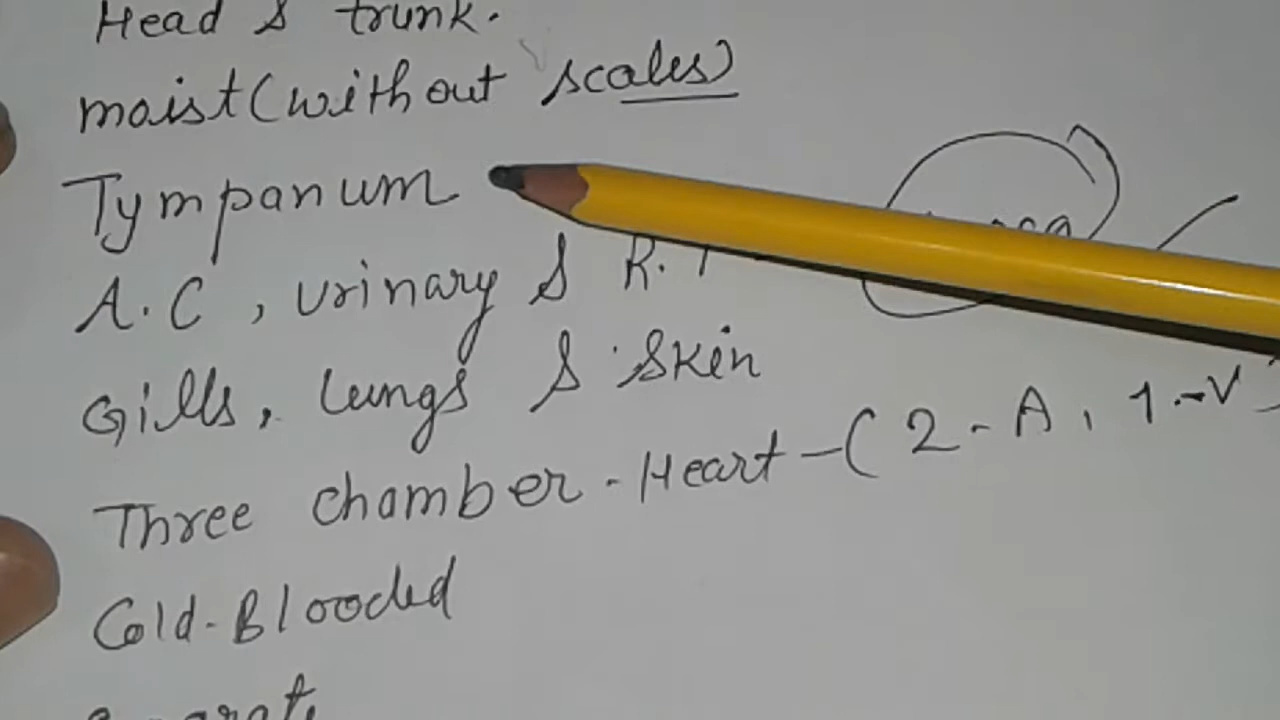 Head & trunk.
moist (without scales)
Tympanum
A.C, urinary & R.
Gills, Lungs & Skin
Three chamber-Heart-(2-A, 1-V)
Cold-Blooded